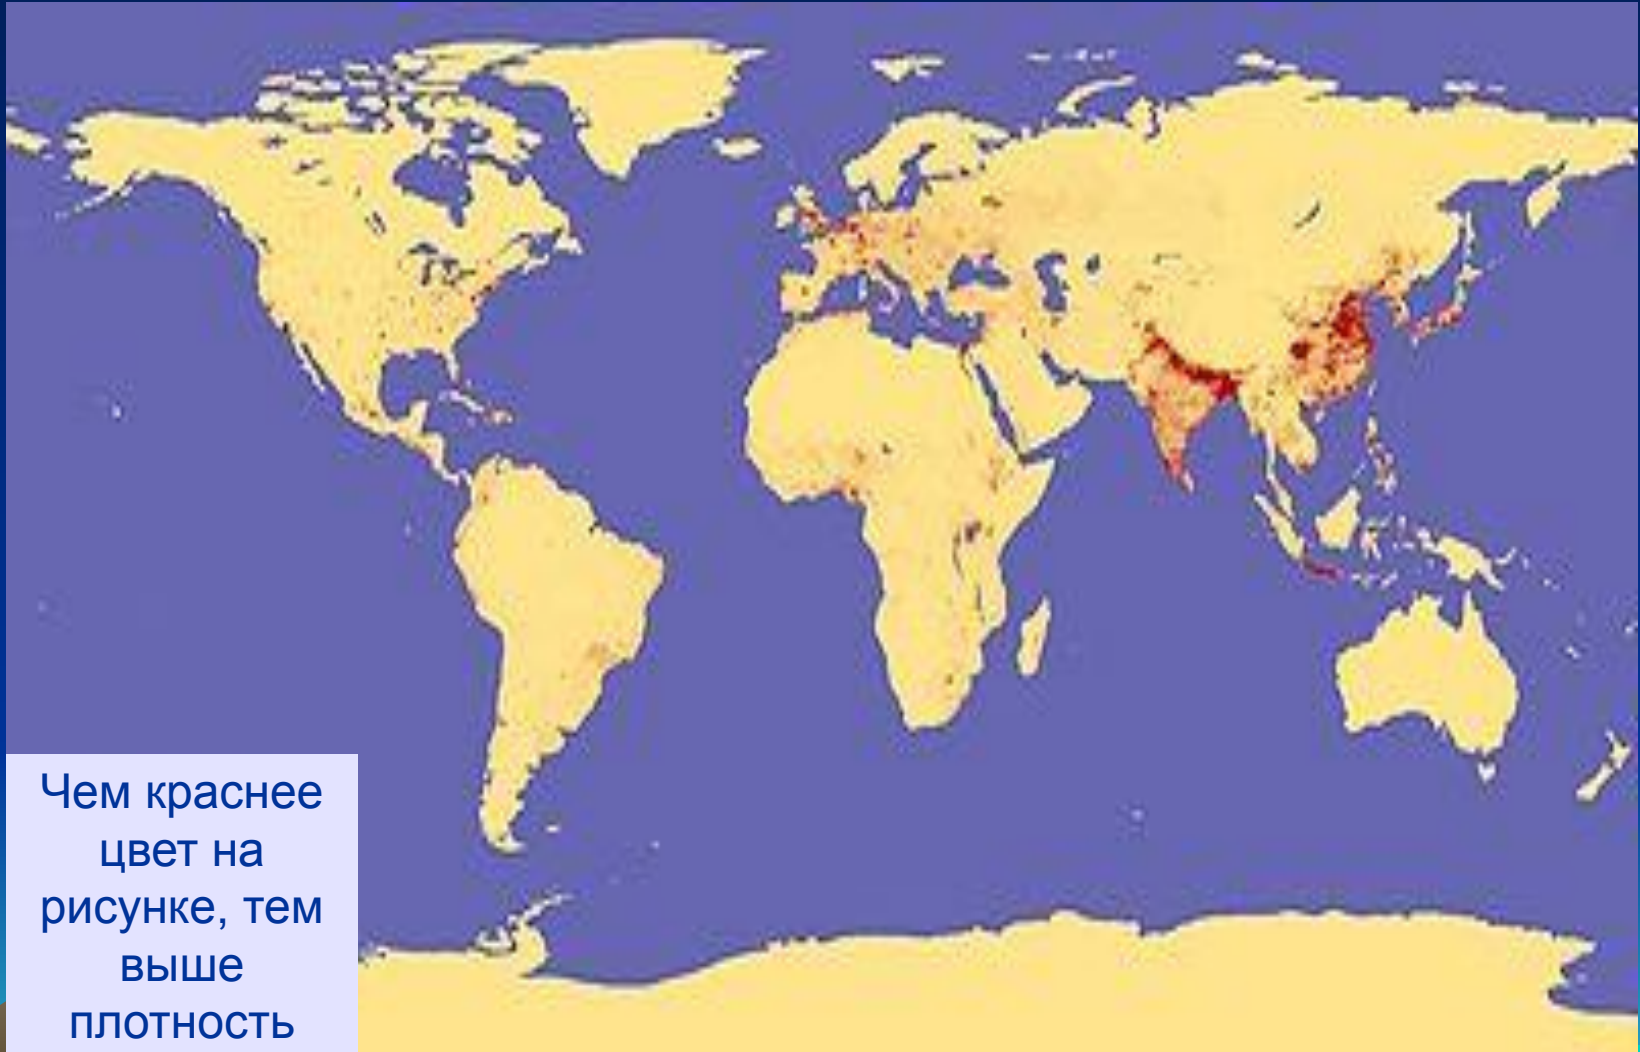 Чем краснее
цвет на
рисунке, тем
выше
плотность